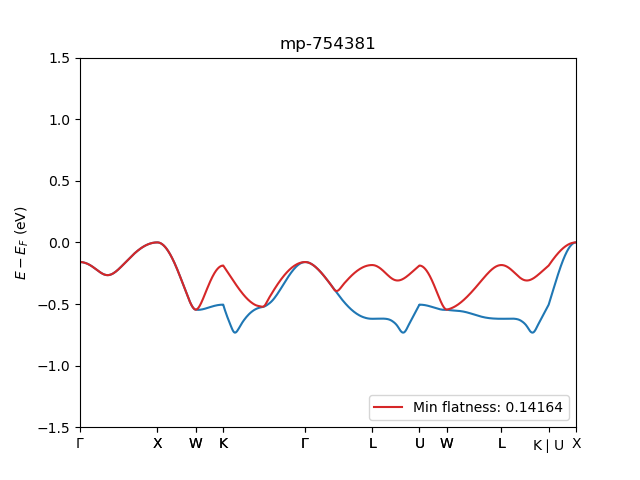 mp-754381
E − E_F (eV)
1.5
1.0
0.5
0.0
−0.5
−1.0
−1.5
Min flatness: 0.14164
Γ X W K Γ L U W L K | U X